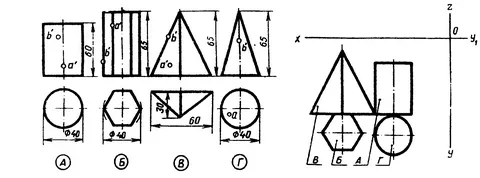 b′ a′ 60
a′ b′ 65
b′ a′ 65
b′ 65
a
Ф40 Ф40 30 60 Ф40
А Б В Г
z
x 0 y₁
В Б А Г
y